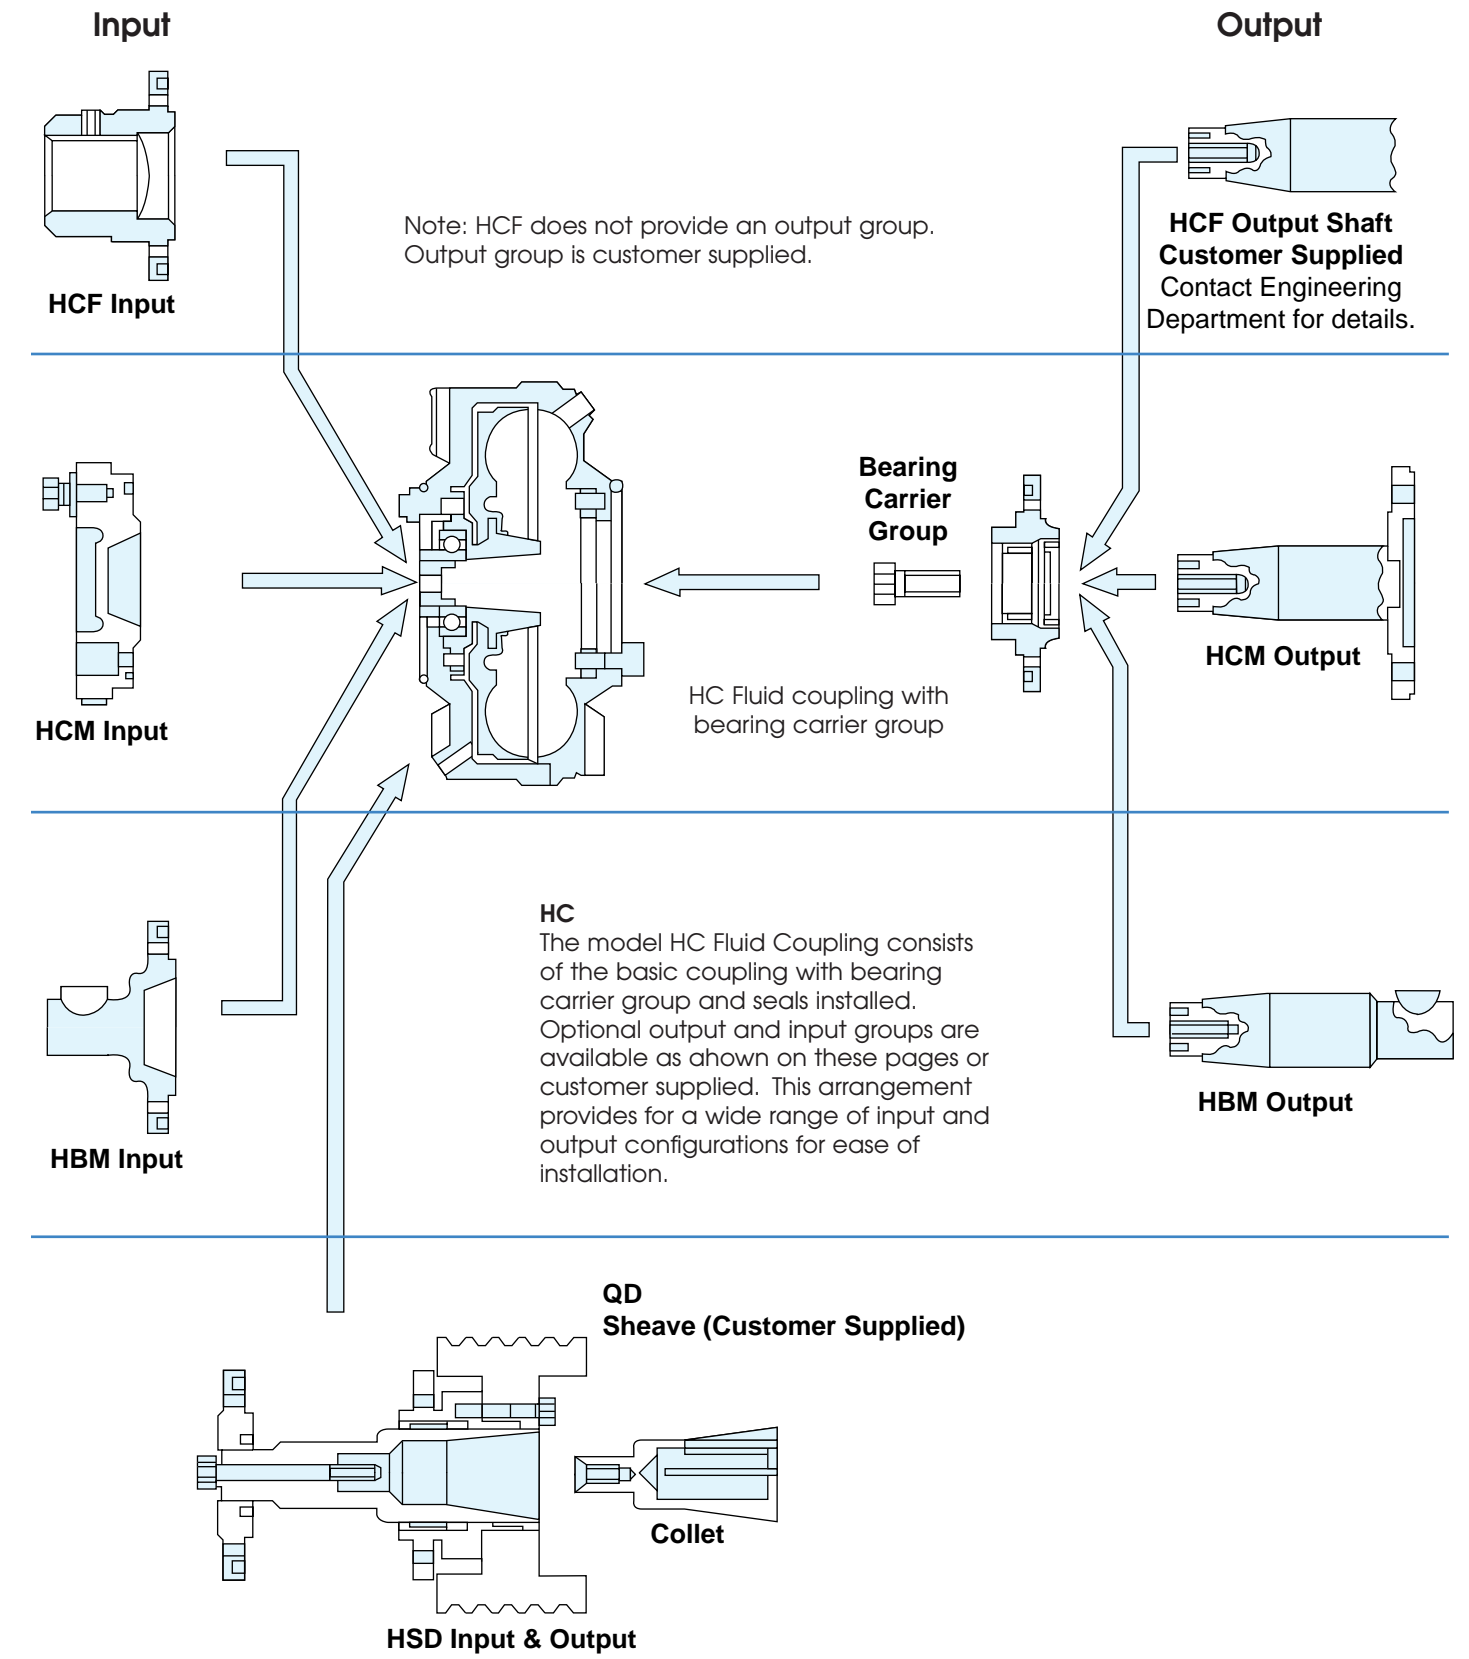 Input
Output
HCF Input
Note: HCF does not provide an output group.
Output group is customer supplied.
HCF Output Shaft
Customer Supplied
Contact Engineering
Department for details.
HCM Input
Bearing
Carrier
Group
HC Fluid coupling with
bearing carrier group
HCM Output
HBM Input
HC
The model HC Fluid Coupling consists
of the basic coupling with bearing
carrier group and seals installed.
Optional output and input groups are
available as ahown on these pages or
customer supplied.  This arrangement
provides for a wide range of input and
output configurations for ease of
installation.
HBM Output
QD
Sheave (Customer Supplied)
Collet
HSD Input & Output